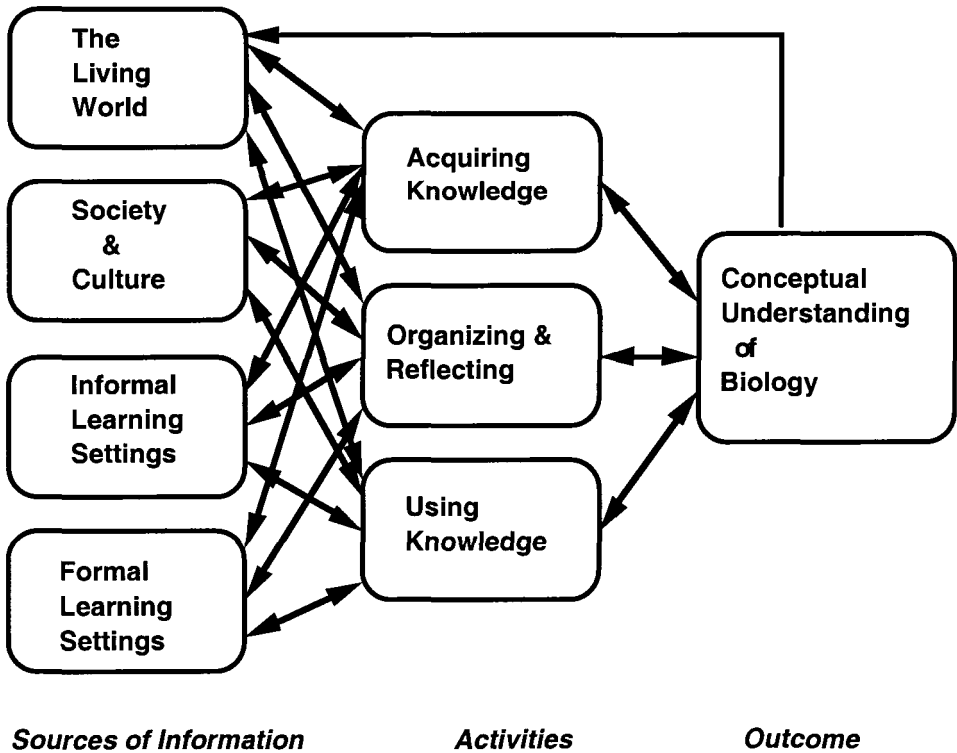 The
Living
World
Society
&
Culture
Informal
Learning
Settings
Formal
Learning
Settings
Acquiring
Knowledge
Organizing &
Reflecting
Using
Knowledge
Conceptual
Understanding
of
Biology
Sources of Information
Activities
Outcome